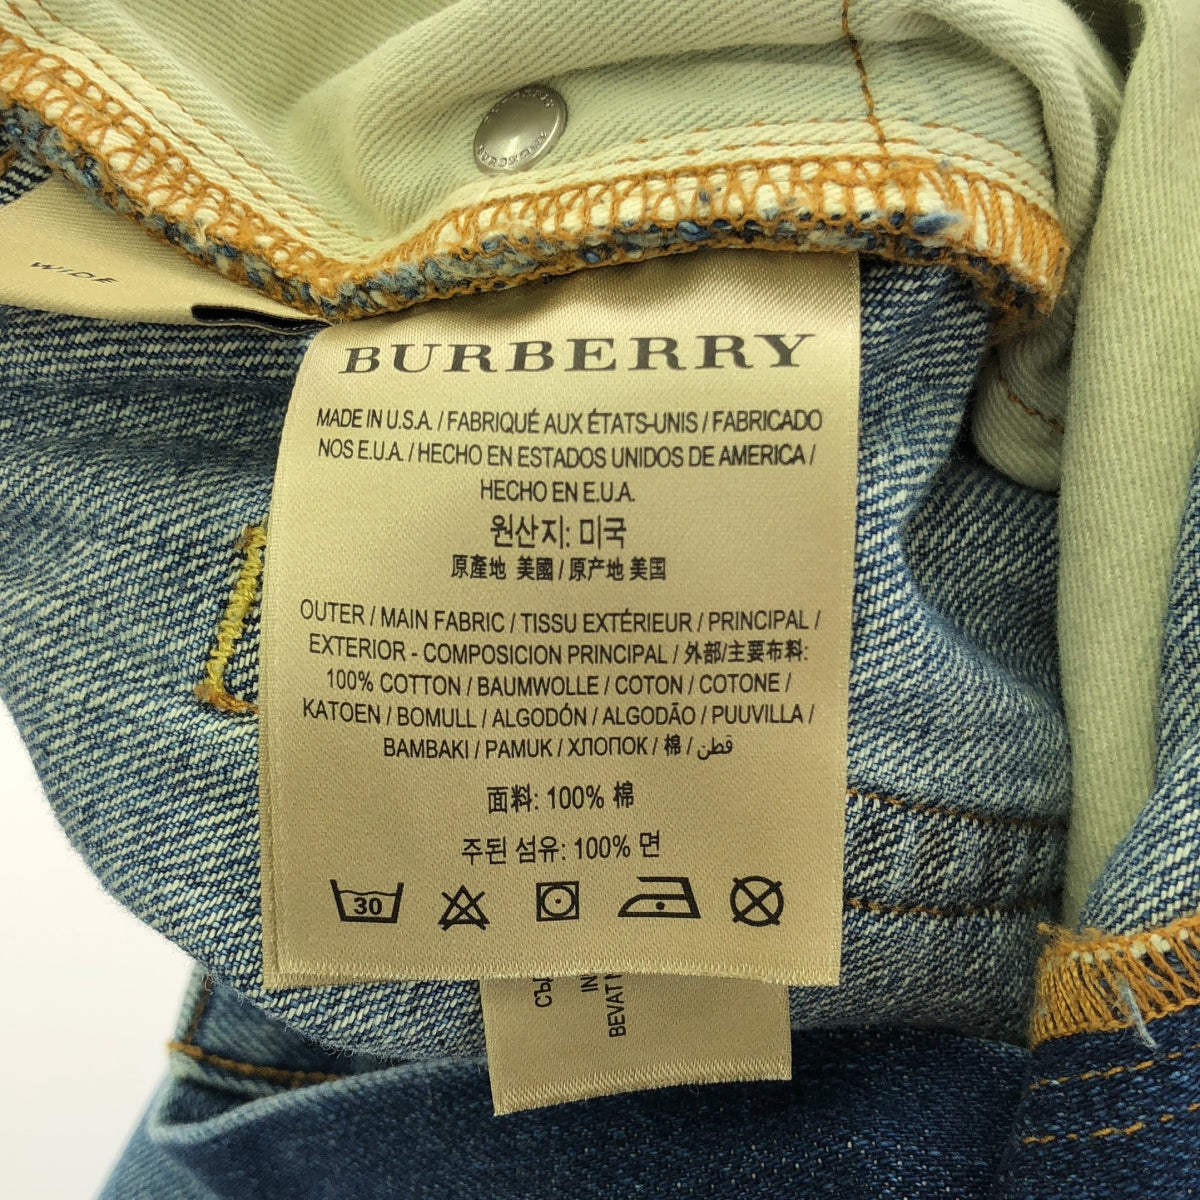 WIDE
BURBERRY
MADE IN U.S.A. / FABRIQUÉ AUX ÉTATS-UNIS / FABRICADO
NOS E.U.A. / HECHO EN ESTADOS UNIDOS DE AMERICA /
HECHO EN E.U.A.
원산지: 미국
原產地 美國 / 原产地 美国
OUTER / MAIN FABRIC / TISSU EXTÉRIEUR / PRINCIPAL /
EXTERIOR - COMPOSICION PRINCIPAL / 外部/主要布料:
100% COTTON / BAUMWOLLE / COTON / COTONE /
KATOEN / BOMULL / ALGODÓN / ALGODÃO / PUUVILLA /
BAMBAKI / PAMUK / ХЛОПОК / 棉 / قطن
面料: 100% 棉
주된 섬유: 100% 면
30
BEVAT